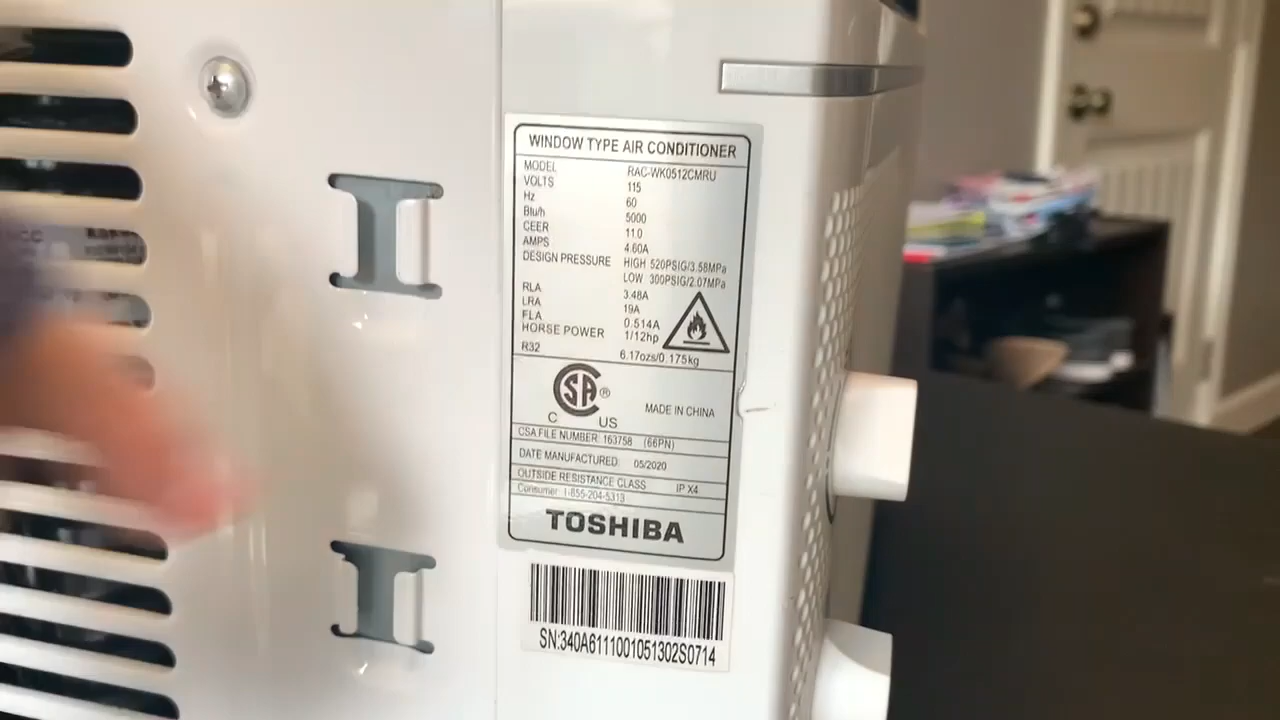 WINDOW TYPE AIR CONDITIONER
MODEL RAC-WK0512CMRU
VOLTS 115
Hz 60
Btu/h 5000
CEER 11.0
AMPS 4.60A
DESIGN PRESSURE HIGH 520PSIG/3.58MPa
LOW 300PSIG/2.07MPa
RLA 3.48A
LRA 19A
FLA 0.514A
HORSE POWER 1/12hp
R32 6.17ozs/0.175kg
CSA ®
C US MADE IN CHINA
CSA FILE NUMBER: 163758 (66PN)
DATE MANUFACTURED: 05/2020
OUTSIDE RESISTANCE CLASS IP X4
Consumer: 1-855-204-5313
TOSHIBA
SN:340A6111001051302S0714